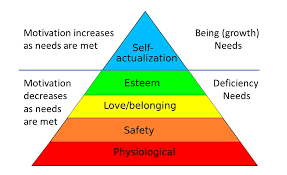 Motivation increases
as needs are met
Being (growth)
Needs
Self-
actualization
Motivation
decreases
as needs
are met
Esteem
Deficiency
Needs
Love/belonging
Safety
Physiological